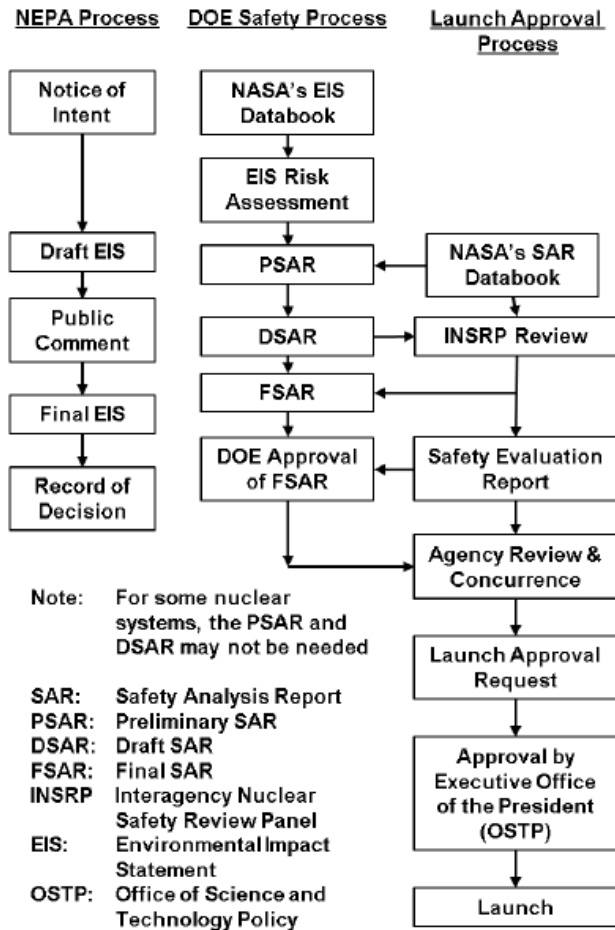 NEPA Process
Notice of
Intent
Draft EIS
Public
Comment
Final EIS
Record of
Decision
DOE Safety Process
NASA's EIS
Databook
EIS Risk
Assessment
PSAR
DSAR
FSAR
DOE Approval
of FSAR
Launch Approval
Process
NASA's SAR
Databook
INSRP Review
Safety Evaluation
Report
Agency Review &
Concurrence
Launch Approval
Request
Approval by
Executive Office
of the President
(OSTP)
Launch
Note: For some nuclear
systems, the PSAR and
DSAR may not be needed
SAR: Safety Analysis Report
PSAR: Preliminary SAR
DSAR: Draft SAR
FSAR: Final SAR
INSRP Interagency Nuclear
Safety Review Panel
EIS: Environmental Impact
Statement
OSTP: Office of Science and
Technology Policy